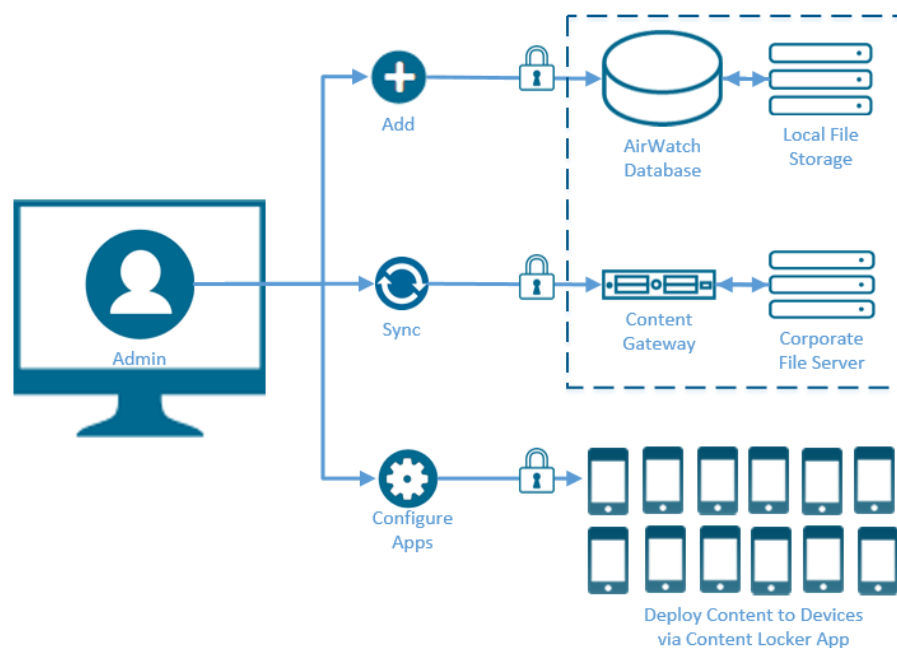 Add
AirWatch
Database
Local File
Storage
Admin
Sync
Content
Gateway
Corporate
File Server
Configure
Apps
Deploy Content to Devices
via Content Locker App